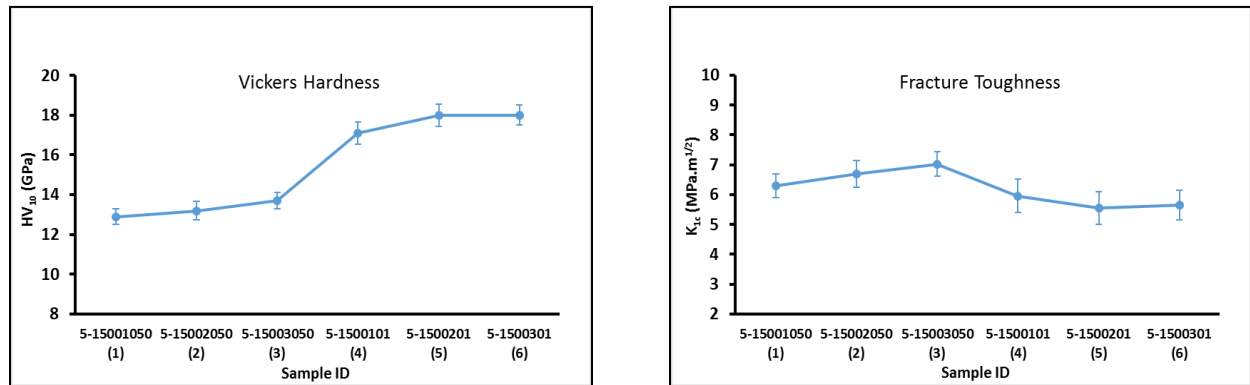 Vickers Hardness
HV10 (GPa)
20
18
16
14
12
10
8
5-15001050 5-15002050 5-15003050 5-1500101 5-1500201 5-1500301
(1) (2) (3) (4) (5) (6)
Sample ID
Fracture Toughness
K1c (MPa.m1/2)
10
9
8
7
6
5
4
3
2
5-15001050 5-15002050 5-15003050 5-1500101 5-1500201 5-1500301
(1) (2) (3) (4) (5) (6)
Sample ID